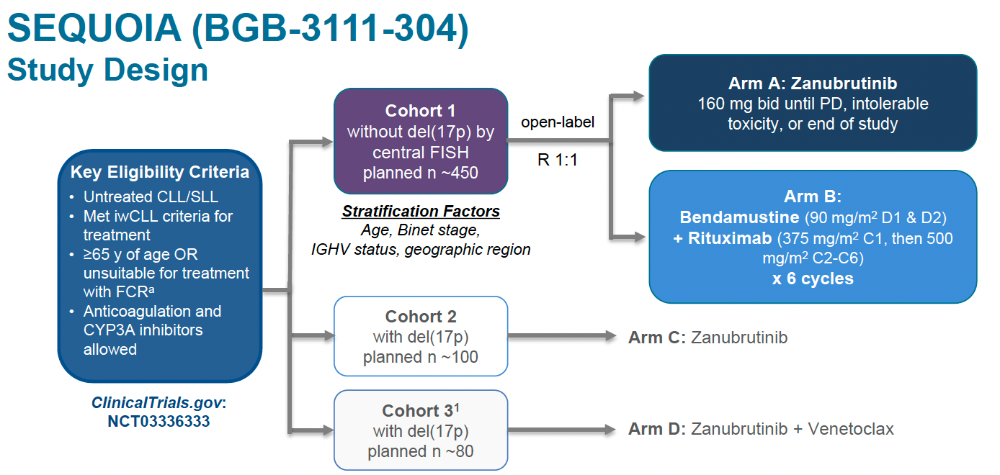 SEQUOIA (BGB-3111-304)
Study Design
Key Eligibility Criteria
• Untreated CLL/SLL
• Met iwCLL criteria for
treatment
• ≥65 y of age OR
unsuitable for treatment
with FCRᵃ
• Anticoagulation and
CYP3A inhibitors
allowed
ClinicalTrials.gov:
NCT03336333
Cohort 1
without del(17p) by
central FISH
planned n ~450
Stratification Factors
Age, Binet stage,
IGHV status, geographic region
open-label
R 1:1
Arm A: Zanubrutinib
160 mg bid until PD, intolerable
toxicity, or end of study
Arm B:
Bendamustine (90 mg/m² D1 & D2)
+ Rituximab (375 mg/m² C1, then 500
mg/m² C2-C6)
x 6 cycles
Cohort 2
with del(17p)
planned n ~100
Arm C: Zanubrutinib
Cohort 3¹
with del(17p)
planned n ~80
Arm D: Zanubrutinib + Venetoclax